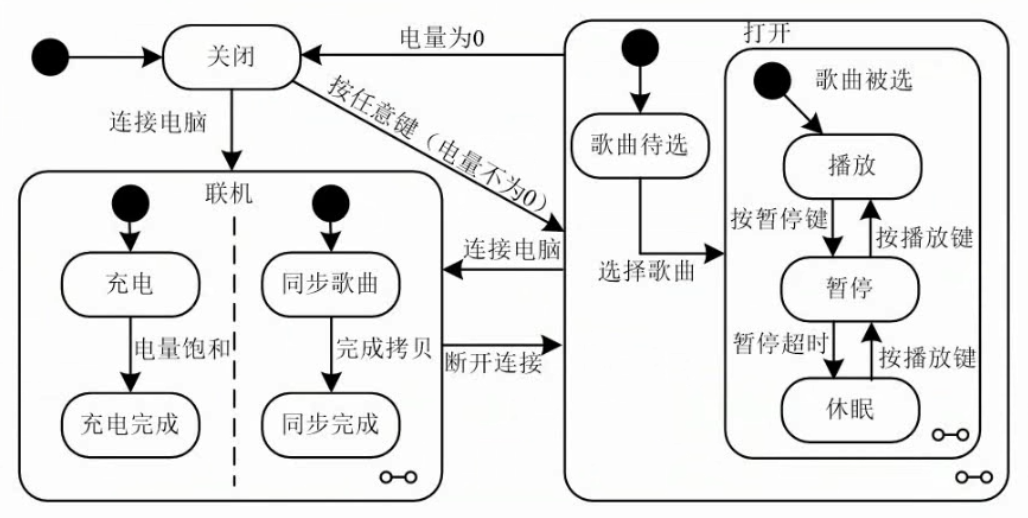 关闭
电量为0
打开
按任意键（电量不为0）
连接电脑
歌曲待选
歌曲被选
播放
联机
按暂停键
按播放键
连接电脑
选择歌曲
充电
同步歌曲
暂停
电量饱和
完成拷贝
断开连接
暂停超时
按播放键
充电完成
同步完成
休眠